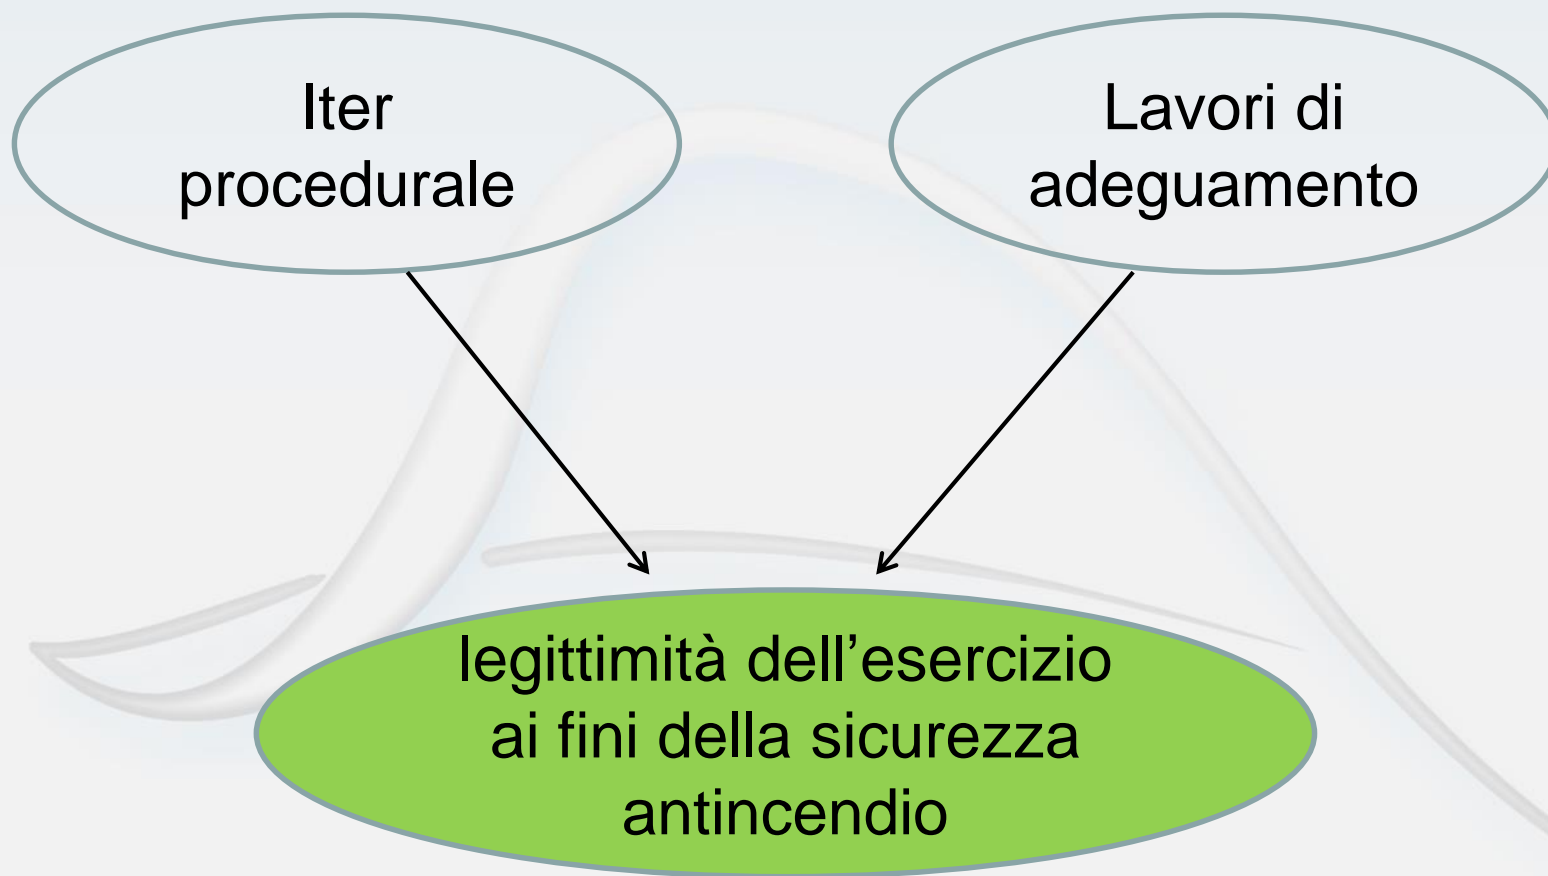 Iter
procedurale
Lavori di
adeguamento
legittimità dell’esercizio
ai fini della sicurezza
antincendio